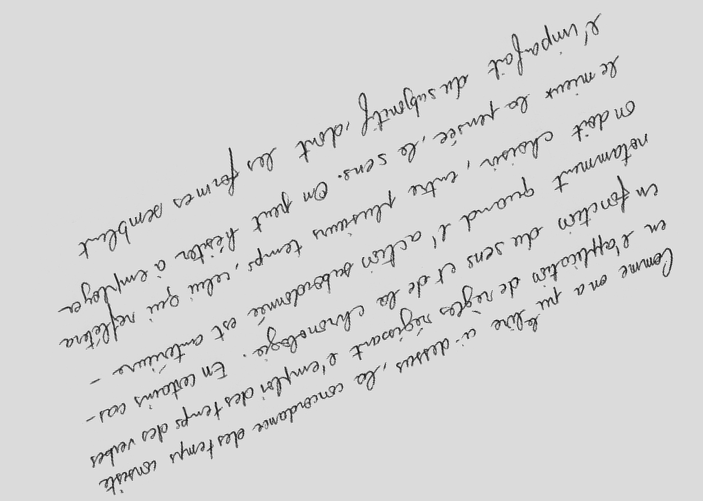 Comme on a pu le lire ci-dessus, la concordance des temps consiste
en l'application de règles régissant l'emploi des temps des verbes
en fonction du sens et de la chronologie. En certains cas -
notamment quand l'action subordonnée est antérieure -
on doit choisir, entre plusieurs temps, celui qui reflétera
le mieux la pensée, le sens. On peut hésiter à employer
l'imparfait du subjonctif, dont les formes semblent